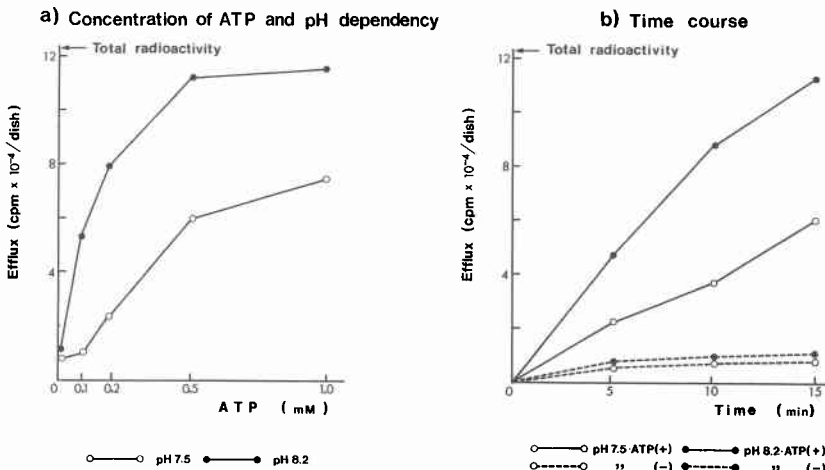 a) Concentration of ATP and pH dependency
Total radioactivity
12
8
4
Efflux (cpm × 10⁻⁴/dish)
0 0.1 0.2 0.5 1.0
ATP (mM)
pH 7.5 pH 8.2
b) Time course
Total radioactivity
12
8
4
Efflux (cpm × 10⁻⁴/dish)
0 5 10 15
Time (min)
pH 7.5·ATP(+) pH 8.2·ATP(+)
" (−) " (−)